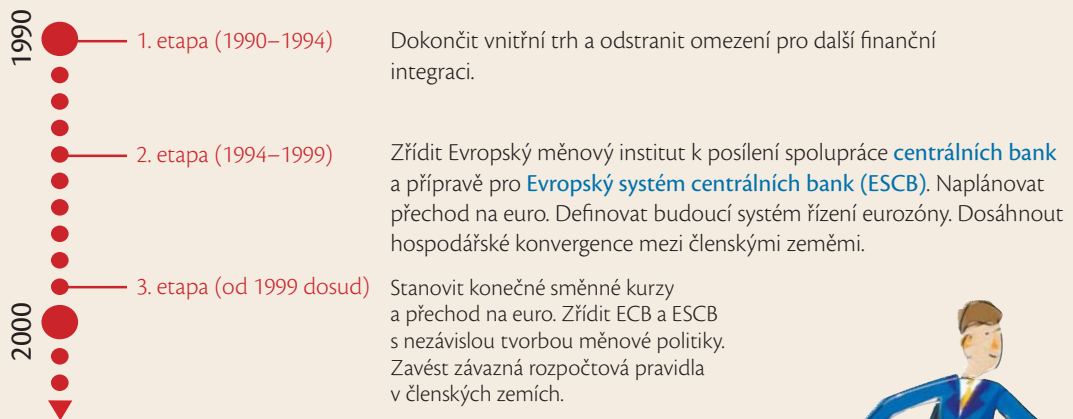 1990
1. etapa (1990–1994)
Dokončit vnitřní trh a odstranit omezení pro další finanční
integraci.
2. etapa (1994–1999)
Zřídit Evropský měnový institut k posílení spolupráce centrálních bank
a přípravě pro Evropský systém centrálních bank (ESCB). Naplánovat
přechod na euro. Definovat budoucí systém řízení eurozóny. Dosáhnout
hospodářské konvergence mezi členskými zeměmi.
3. etapa (od 1999 dosud)
Stanovit konečné směnné kurzy
a přechod na euro. Zřídit ECB a ESCB
s nezávislou tvorbou měnové politiky.
Zavést závazná rozpočtová pravidla
v členských zemích.
2000